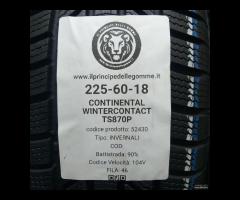 www.ilprincipedellegomme.it
225-60-18
CONTINENTAL
WINTERCONTACT
TS870P
codice prodotto: 52430
Tipo: INVERNALI
COD:
Battistrada: 90%
Codice Velocità: 104V
FILA: 46